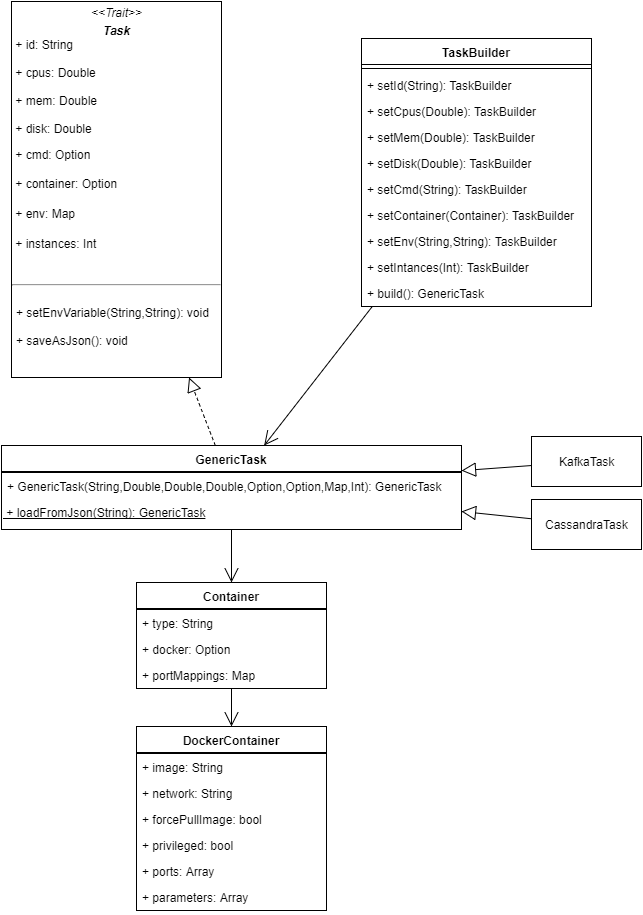 <<Trait>>
Task
+ id: String
+ cpus: Double
+ mem: Double
+ disk: Double
+ cmd: Option
+ container: Option
+ env: Map
+ instances: Int
+ setEnvVariable(String,String): void
+ saveAsJson(): void
TaskBuilder
+ setId(String): TaskBuilder
+ setCpus(Double): TaskBuilder
+ setMem(Double): TaskBuilder
+ setDisk(Double): TaskBuilder
+ setCmd(String): TaskBuilder
+ setContainer(Container): TaskBuilder
+ setEnv(String,String): TaskBuilder
+ setIntances(Int): TaskBuilder
+ build(): GenericTask
GenericTask
+ GenericTask(String,Double,Double,Double,Option,Option,Map,Int): GenericTask
+ loadFromJson(String): GenericTask
KafkaTask
CassandraTask
Container
+ type: String
+ docker: Option
+ portMappings: Map
DockerContainer
+ image: String
+ network: String
+ forcePullImage: bool
+ privileged: bool
+ ports: Array
+ parameters: Array